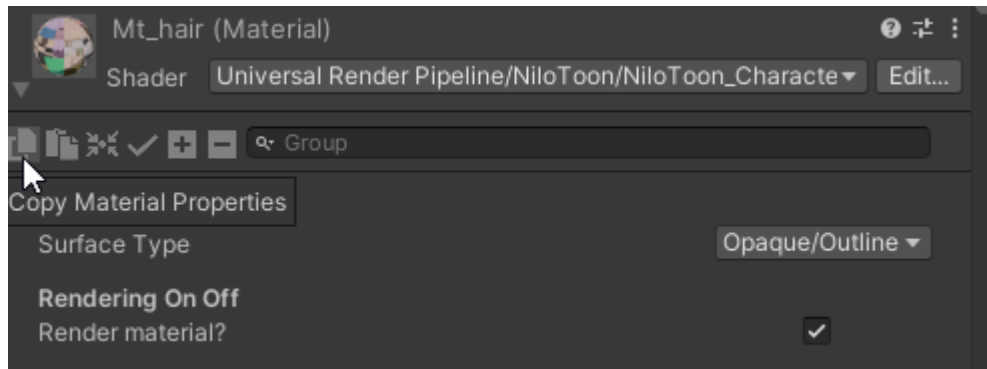 Mt_hair (Material)
Shader Universal Render Pipeline/NiloToon/NiloToon_Characte Edit...
Group
Copy Material Properties
Surface Type Opaque/Outline
Rendering On Off
Render material?